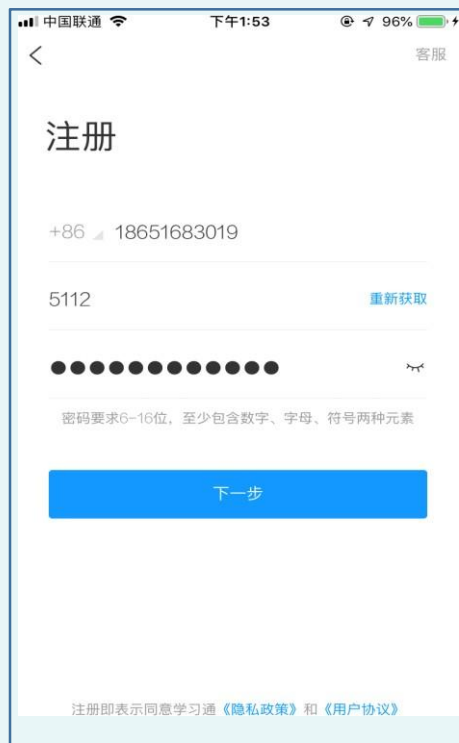 中国联通 下午1:53 96%
客服
注册
+86 18651683019
5112 重新获取
密码要求6-16位，至少包含数字、字母、符号两种元素
下一步
注册即表示同意学习通《隐私政策》和《用户协议》